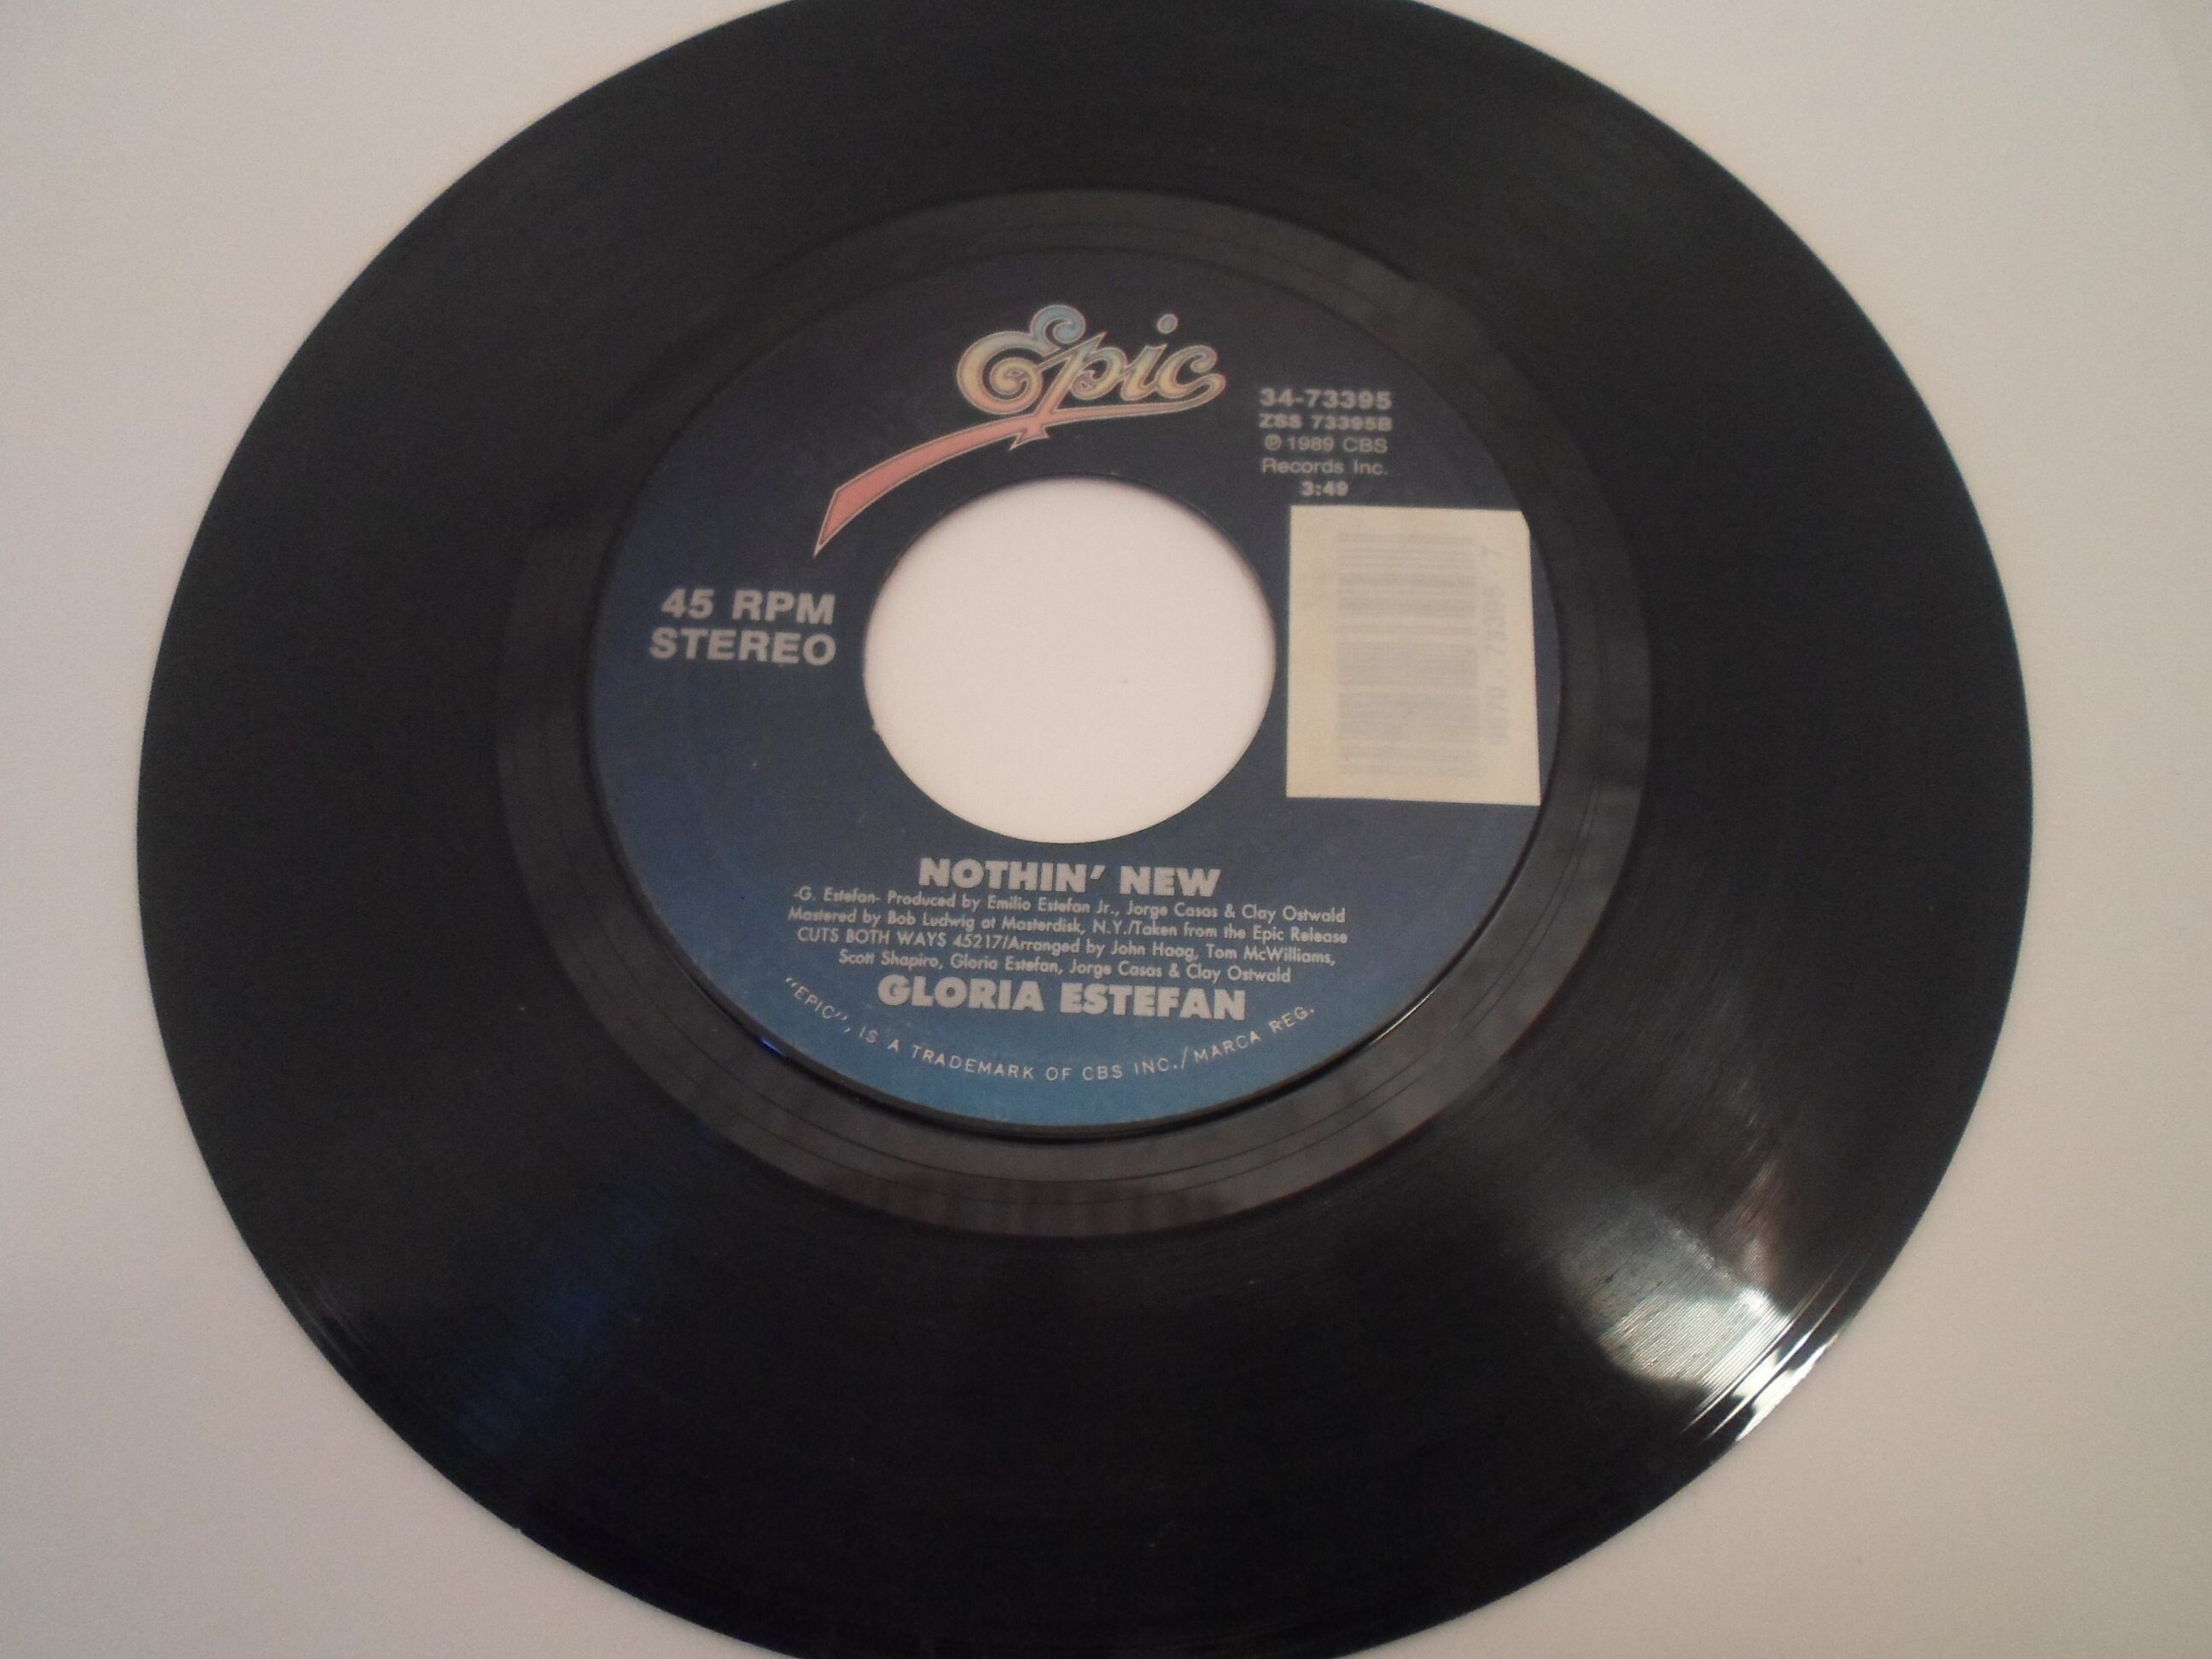 Epic
34-73395
ZSS 73395B
℗ 1989 CBS
Records Inc.
3:49
45 RPM
STEREO
NOTHIN' NEW
-G. Estefan- Produced by Emilio Estefan Jr., Jorge Casas & Clay Ostwald
Mastered by Bob Ludwig at Masterdisk, N.Y./Taken from the Epic Release
CUTS BOTH WAYS 45217/Arranged by John Haag, Tom McWilliams,
Scott Shapiro, Gloria Estefan, Jorge Casas & Clay Ostwald
GLORIA ESTEFAN
"EPIC", IS A TRADEMARK OF CBS INC./MARCA REG.